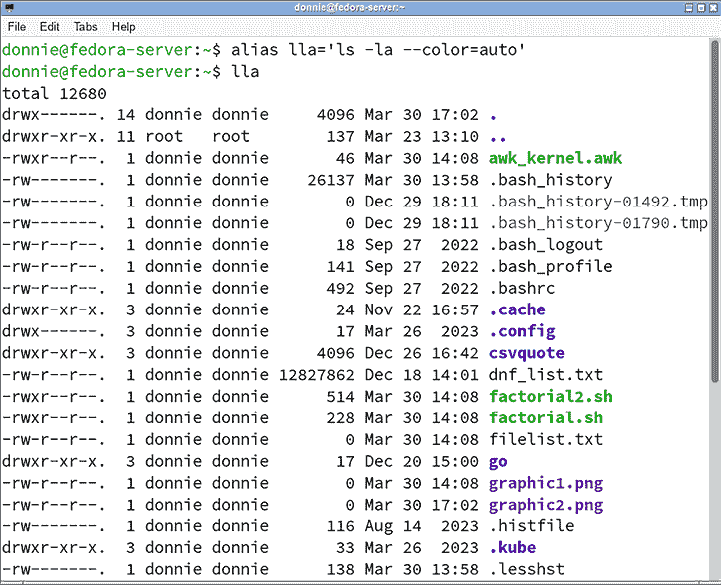 donnie@fedora-server:~
File Edit Tabs Help
donnie@fedora-server:~$ alias lla='ls -la --color=auto'
donnie@fedora-server:~$ lla
total 12680
drwx------. 14 donnie donnie     4096 Mar 30 17:02 .
drwxr-xr-x. 11 root   root        137 Mar 23 13:10 ..
-rwxr--r--.  1 donnie donnie       46 Mar 30 14:08 awk_kernel.awk
-rw-------.  1 donnie donnie    26137 Mar 30 13:58 .bash_history
-rw-------.  1 donnie donnie        0 Dec 29 18:11 .bash_history-01492.tmp
-rw-------.  1 donnie donnie        0 Dec 29 18:11 .bash_history-01790.tmp
-rw-r--r--.  1 donnie donnie       18 Sep 27  2022 .bash_logout
-rw-r--r--.  1 donnie donnie      141 Sep 27  2022 .bash_profile
-rw-r--r--.  1 donnie donnie      492 Sep 27  2022 .bashrc
drwxr-xr-x.  3 donnie donnie       24 Nov 22 16:57 .cache
drwx------.  3 donnie donnie       17 Mar 26  2023 .config
drwxr-xr-x.  3 donnie donnie     4096 Dec 26 16:42 csvquote
-rw-r--r--.  1 donnie donnie 12827862 Dec 18 14:01 dnf_list.txt
-rwxr--r--.  1 donnie donnie      514 Mar 30 14:08 factorial2.sh
-rwxr--r--.  1 donnie donnie      228 Mar 30 14:08 factorial.sh
-rw-r--r--.  1 donnie donnie        0 Mar 30 14:08 filelist.txt
drwxr-xr-x.  3 donnie donnie       17 Dec 20 15:00 go
-rw-r--r--.  1 donnie donnie        0 Mar 30 14:08 graphic1.png
-rw-r--r--.  1 donnie donnie        0 Mar 30 17:02 graphic2.png
-rw-------.  1 donnie donnie      116 Aug 14  2023 .histfile
drwxr-xr-x.  3 donnie donnie       33 Mar 26  2023 .kube
-rw-------.  1 donnie donnie      138 Mar 30 13:58 .lesshst